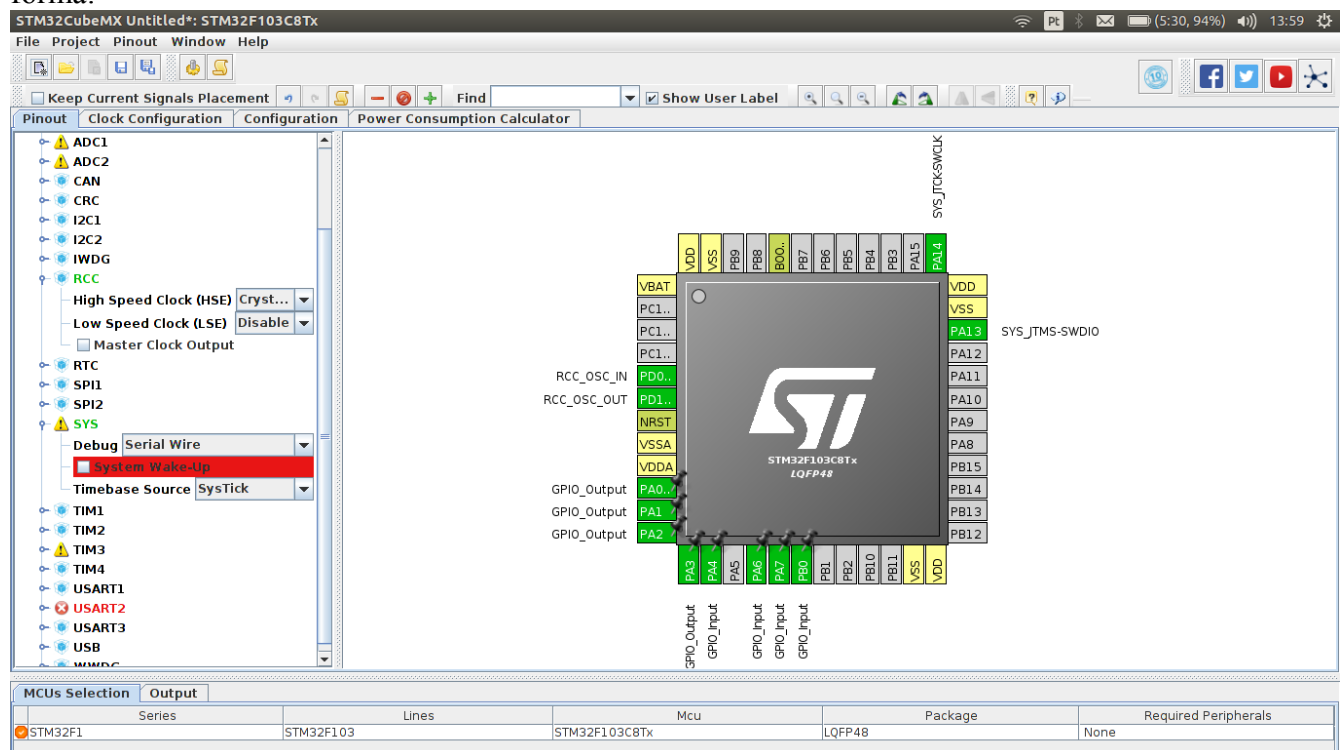 STM32CubeMX Untitled*: STM32F103C8Tx
Pt
(5:30, 94%)
13:59
File Project Pinout Window Help
10
Keep Current Signals Placement
Find
Show User Label
Pinout
Clock Configuration
Configuration
Power Consumption Calculator
ADC1
ADC2
CAN
CRC
I2C1
I2C2
IWDG
RCC
High Speed Clock (HSE) Cryst...
Low Speed Clock (LSE) Disable
Master Clock Output
RTC
SPI1
SPI2
SYS
Debug Serial Wire
System Wake-Up
Timebase Source SysTick
TIM1
TIM2
TIM3
TIM4
USART1
USART2
USART3
USB
WWDG
SYS_JTCK-SWCLK
VDD
VSS
PB9
PB8
BOO..
PB7
PB6
PB5
PB4
PB3
PA15
PA14
VBAT
PC1..
PC1..
PC1..
RCC_OSC_IN PD0..
RCC_OSC_OUT PD1..
NRST
VSSA
VDDA
GPIO_Output PA0..
GPIO_Output PA1
GPIO_Output PA2
VDD
VSS
PA13 SYS_JTMS-SWDIO
PA12
PA11
PA10
PA9
PA8
PB15
PB14
PB13
PB12
STM32F103C8Tx
LQFP48
PA3
PA4
PA5
PA6
PA7
PB0
PB1
PB2
PB10
PB11
VSS
VDD
GPIO_Output
GPIO_Input
GPIO_Input
GPIO_Input
GPIO_Input
MCUs Selection
Output
Series Lines Mcu Package Required Peripherals
STM32F1 STM32F103 STM32F103C8Tx LQFP48 None